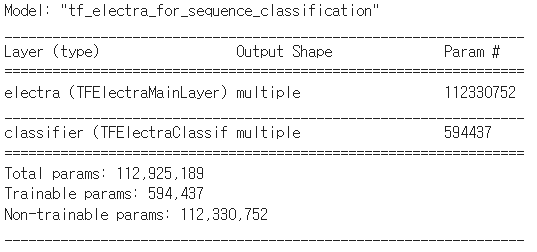 Model: "tf_electra_for_sequence_classification"
_________________________________________________________________
Layer (type)                 Output Shape              Param #
=================================================================
electra (TFElectraMainLayer) multiple                  112330752
_________________________________________________________________
classifier (TFElectraClassif multiple                  594437
=================================================================
Total params: 112,925,189
Trainable params: 594,437
Non-trainable params: 112,330,752
_________________________________________________________________